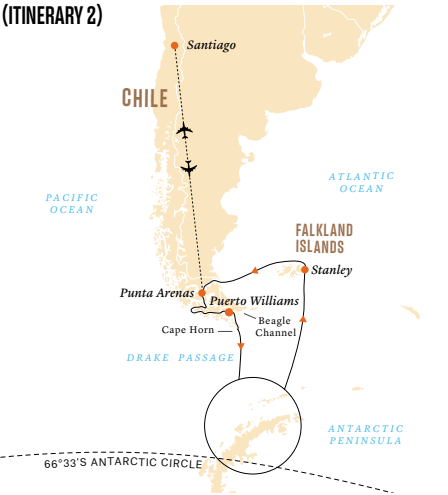 (ITINERARY 2)
Santiago
CHILE
ATLANTIC
OCEAN
PACIFIC
OCEAN
FALKLAND
ISLANDS
Stanley
Punta Arenas
Puerto Williams
Beagle
Channel
Cape Horn
DRAKE PASSAGE
ANTARCTIC
PENINSULA
66°33'S ANTARCTIC CIRCLE